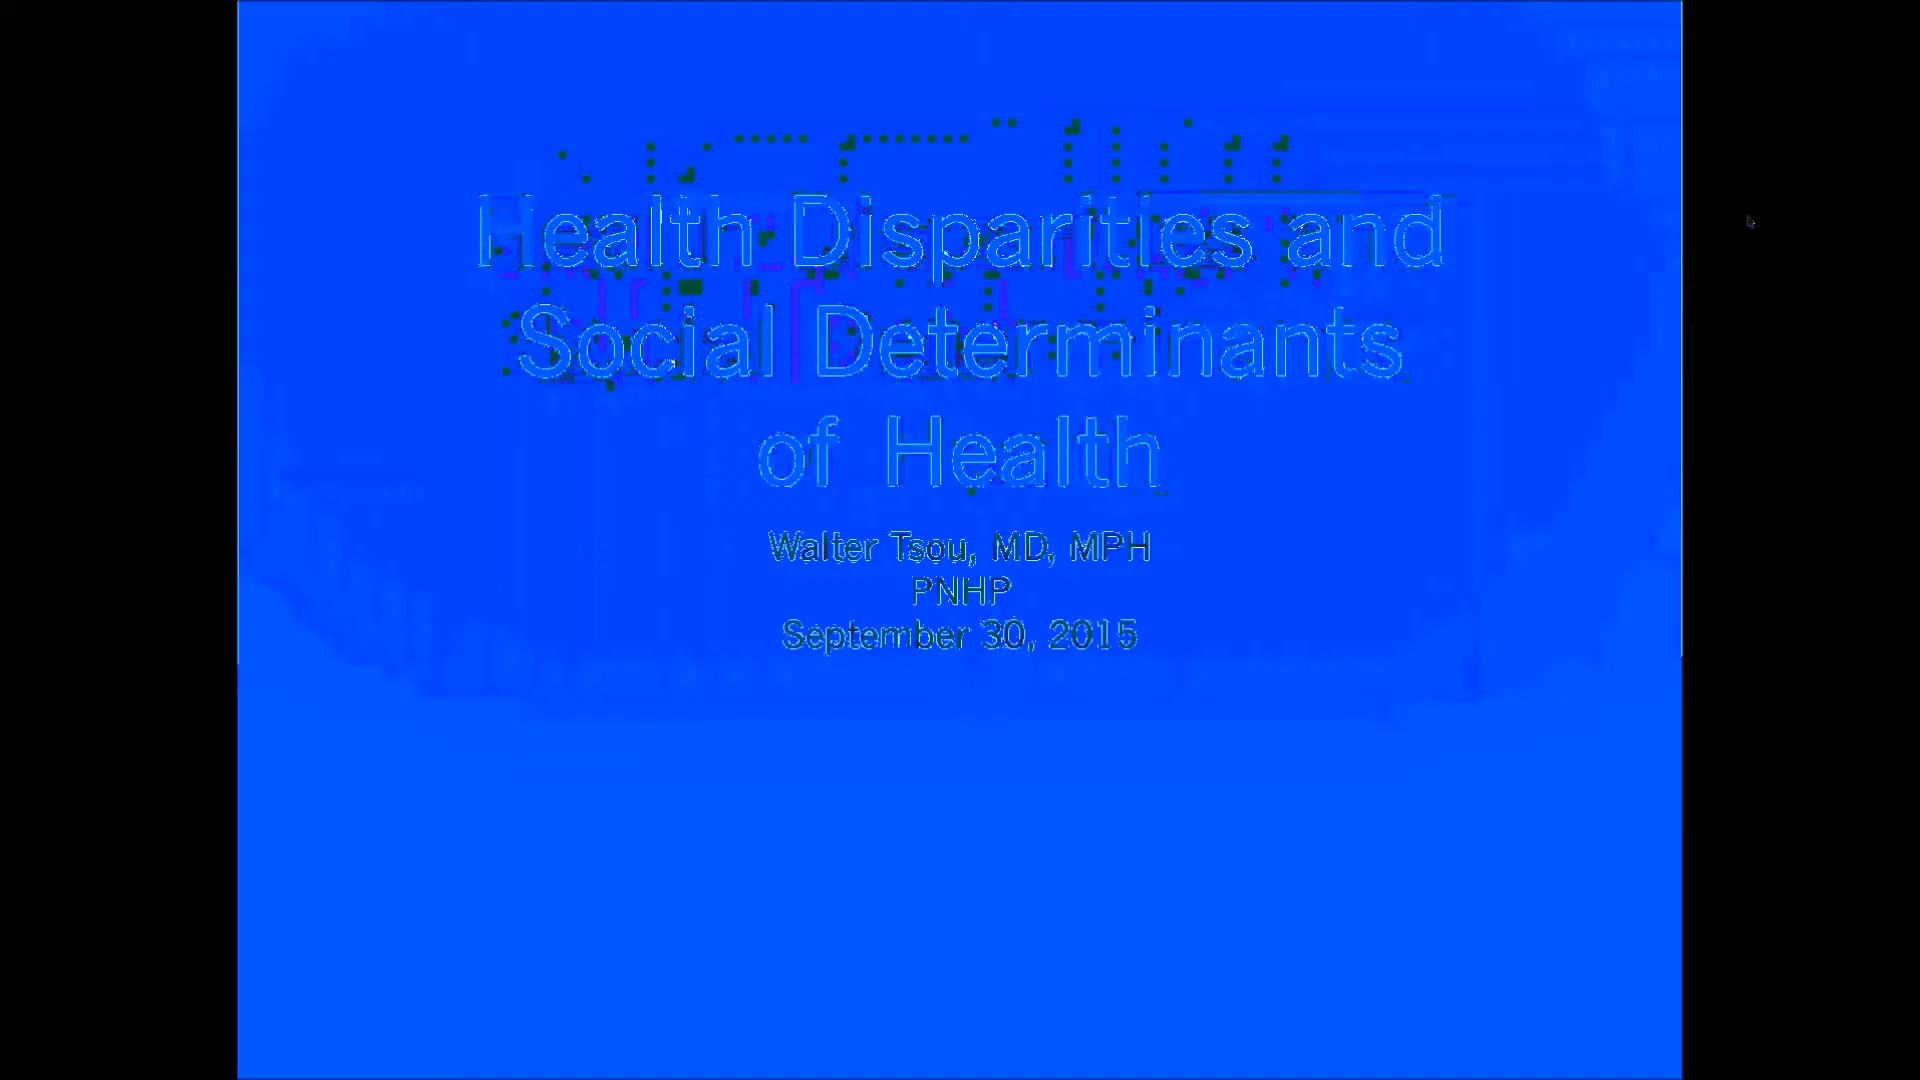 Health Disparities and
Social Determinants
of Health
Walter Tsou, MD, MPH
PNHP
September 30, 2015